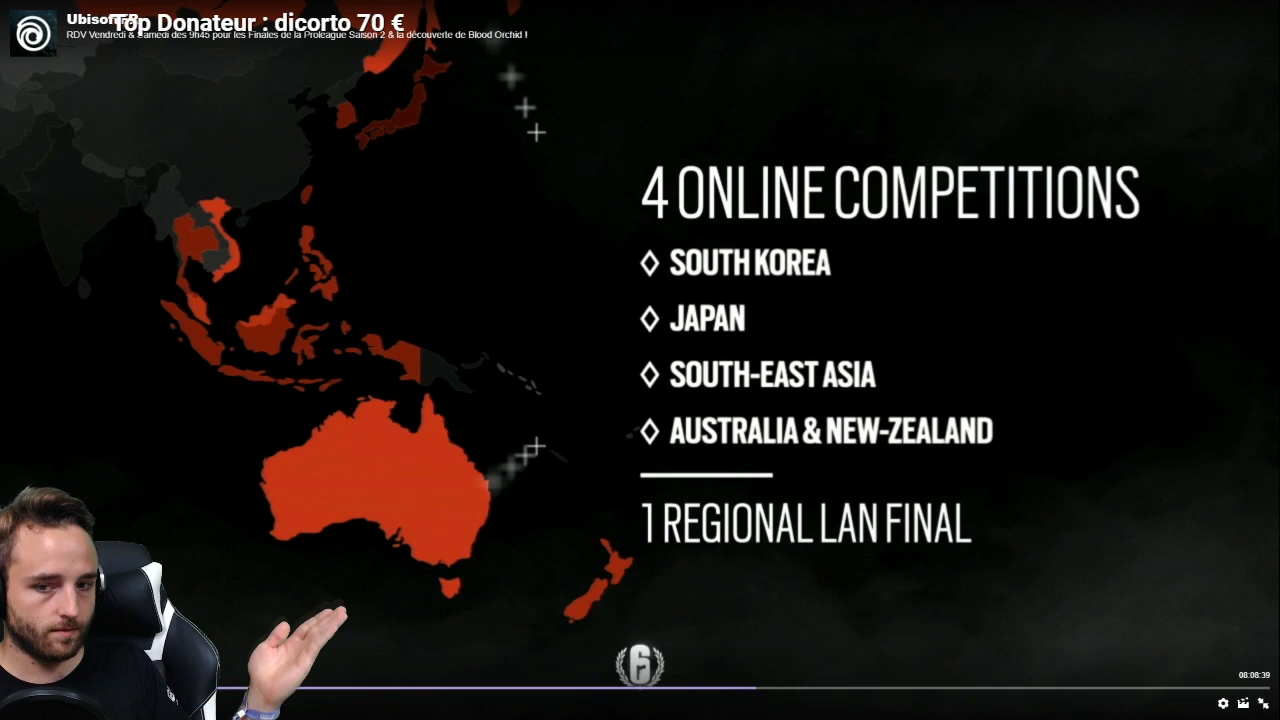 UbisoftFR
Top Donateur : dicorto 70 €
RDV Vendredi & Samedi dès 9h45 pour les Finales de la Proleague Saison 2 & la découverte de Blood Orchid !
4 ONLINE COMPETITIONS
SOUTH KOREA
JAPAN
SOUTH-EAST ASIA
AUSTRALIA & NEW-ZEALAND
1 REGIONAL LAN FINAL
6
08:08:39